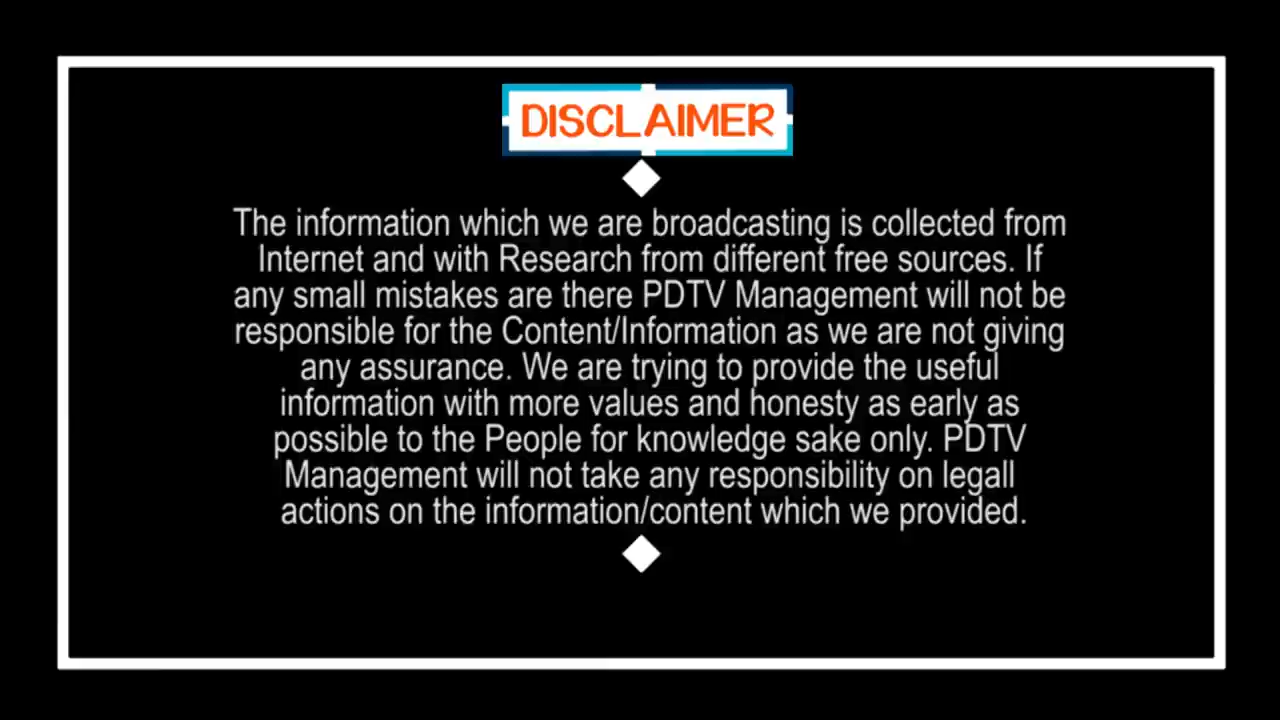 DISCLAIMER
The information which we are broadcasting is collected from
Internet and with Research from different free sources. If
any small mistakes are there PDTV Management will not be
responsible for the Content/Information as we are not giving
any assurance. We are trying to provide the useful
information with more values and honesty as early as
possible to the People for knowledge sake only. PDTV
Management will not take any responsibility on legall
actions on the information/content which we provided.